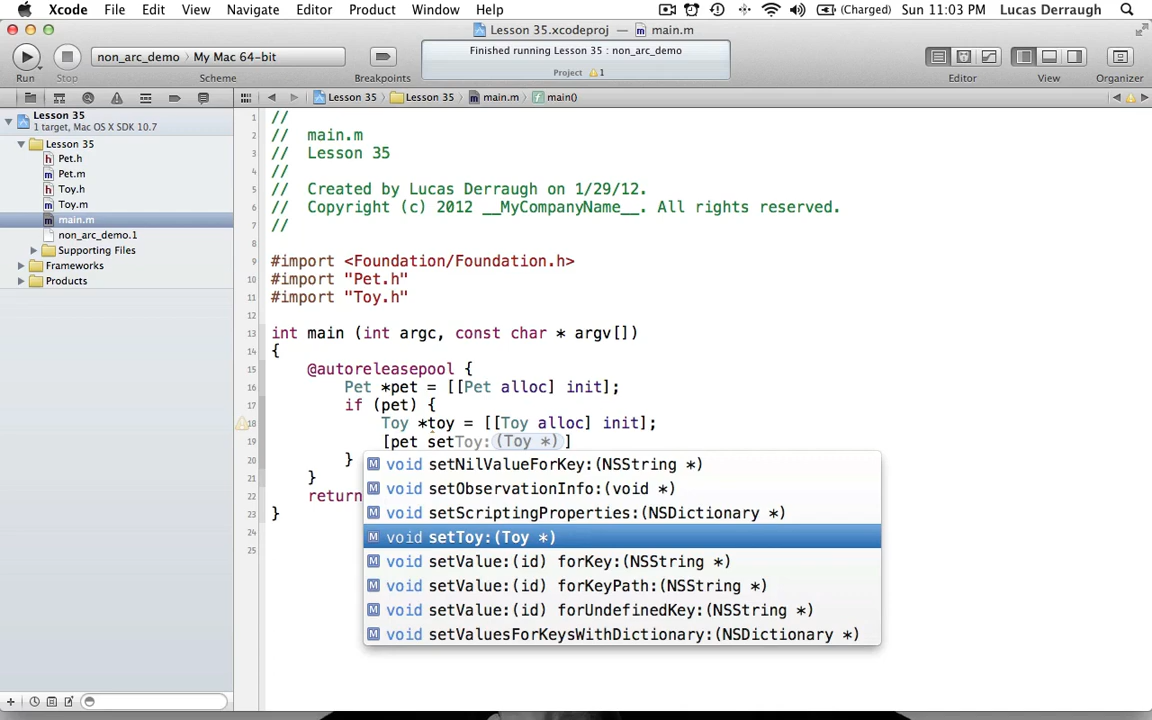 Xcode File Edit View Navigate Editor Product Window Help (Charged) Sun 11:03 PM Lucas Derraugh
Lesson 35.xcodeproj — main.m
non_arc_demo My Mac 64-bit
Finished running Lesson 35 : non_arc_demo
Project 1
Run Stop Scheme Breakpoints Editor View Organizer
Lesson 35 Lesson 35 main.m main()
Lesson 35
1 target, Mac OS X SDK 10.7
Lesson 35
Pet.h
Pet.m
Toy.h
Toy.m
main.m
non_arc_demo.1
Supporting Files
Frameworks
Products
1 //
2 // main.m
3 // Lesson 35
4 //
5 // Created by Lucas Derraugh on 1/29/12.
6 // Copyright (c) 2012 __MyCompanyName__. All rights reserved.
7 //
8
9 #import <Foundation/Foundation.h>
10 #import "Pet.h"
11 #import "Toy.h"
12
13 int main (int argc, const char * argv[])
14 {
15 @autoreleasepool {
16 Pet *pet = [[Pet alloc] init];
17 if (pet) {
18 Toy *toy = [[Toy alloc] init];
19 [pet setToy:(Toy *)]
20 }
21 }
22 return
23 }
24
25
void setNilValueForKey:(NSString *)
void setObservationInfo:(void *)
void setScriptingProperties:(NSDictionary *)
void setToy:(Toy *)
void setValue:(id) forKey:(NSString *)
void setValue:(id) forKeyPath:(NSString *)
void setValue:(id) forUndefinedKey:(NSString *)
void setValuesForKeysWithDictionary:(NSDictionary *)